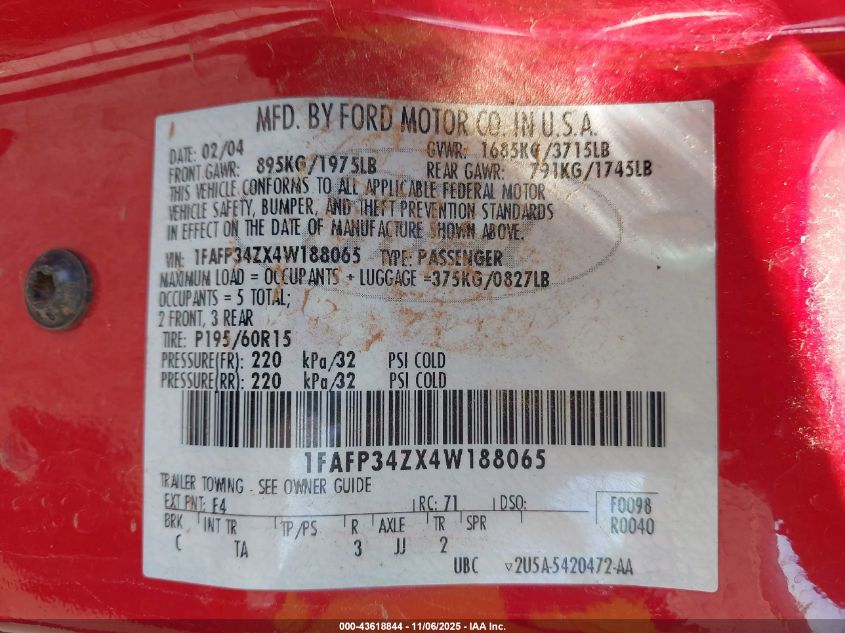 MFD. BY FORD MOTOR CO. IN U.S.A.
DATE: 02/04 GVWR: 1685KG/3715LB
FRONT GAWR: 895KG/1975LB REAR GAWR: 791KG/1745LB
THIS VEHICLE CONFORMS TO ALL APPLICABLE FEDERAL MOTOR
VEHICLE SAFETY, BUMPER, AND THEFT PREVENTION STANDARDS
IN EFFECT ON THE DATE OF MANUFACTURE SHOWN ABOVE.
VIN: 1FAFP34ZX4W188065 TYPE: PASSENGER
MAXIMUM LOAD = OCCUPANTS + LUGGAGE =375KG/0827LB
OCCUPANTS = 5 TOTAL;
2 FRONT, 3 REAR
TIRE: P195/60R15
PRESSURE(FR): 220 kPa/32 PSI COLD
PRESSURE(RR): 220 kPa/32 PSI COLD
1FAFP34ZX4W188065
TRAILER TOWING - SEE OWNER GUIDE
EXT PNT: E4 RC: 71 DSO: F0098
BRK INT TR TP/PS R AXLE TR SPR R0040
C TA 3 JJ 2
UBC ▽2U5A-5420472-AA
000-43618844 - 11/06/2025 - IAA Inc.